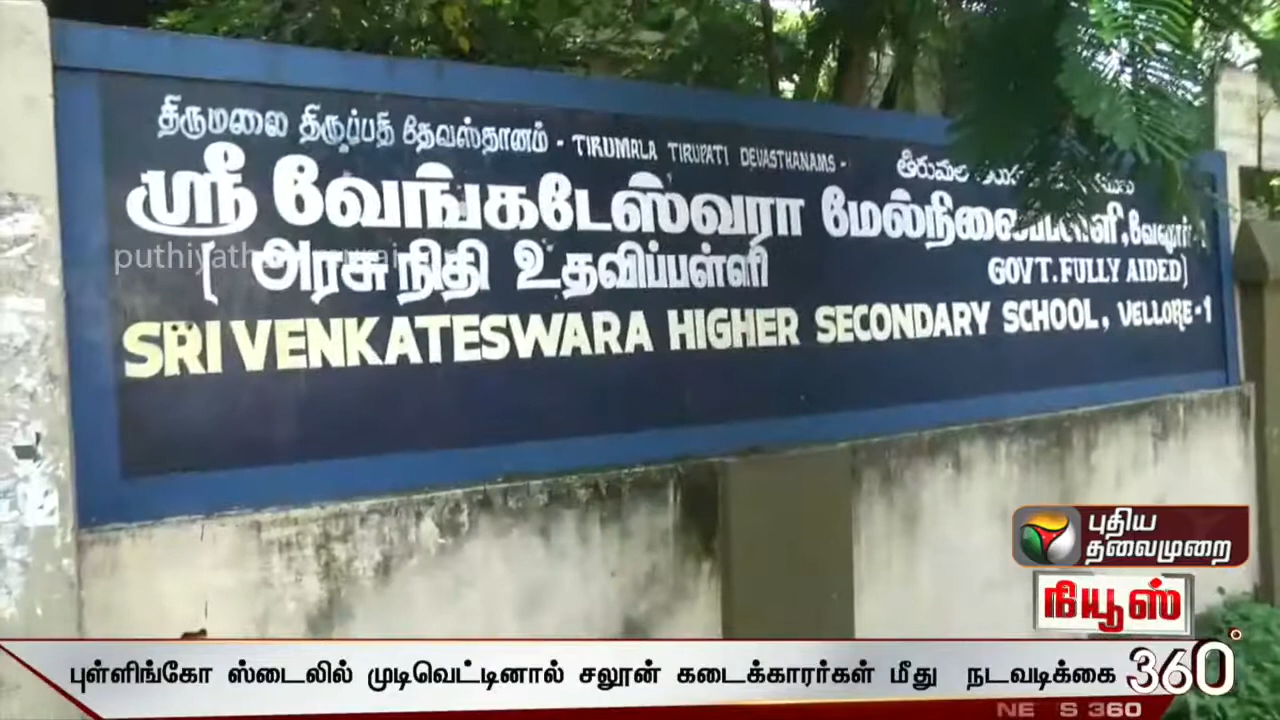 திருமலை திருப்பதி தேவஸ்தானம் - TIRUMALA TIRUPATI DEVASTHANAMS -
ஸ்ரீ வேங்கடேஸ்வரா மேல்நிலைப்பள்ளி, வேலூர்-1
( அரசு நிதி உதவிப்பள்ளி GOVT. FULLY AIDED)
SRI VENKATESWARA HIGHER SECONDARY SCHOOL, VELLORE-1
புதிய
தலைமுறை
நியூஸ்
புள்ளிங்கோ ஸ்டைலில் முடிவெட்டினால் சலூன் கடைக்காரர்கள் மீது நடவடிக்கை 360°
NEWS 360